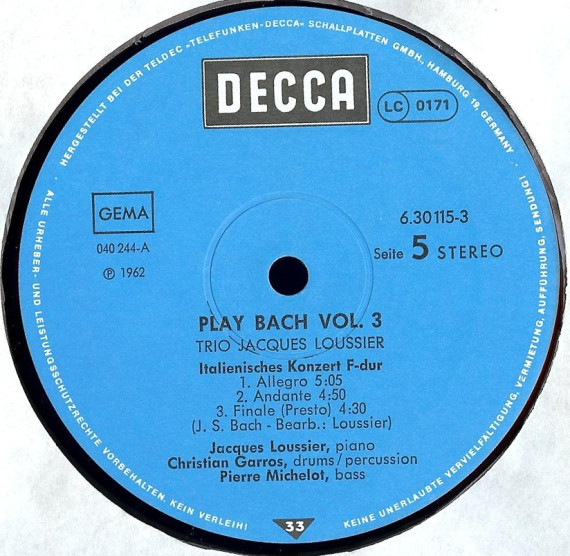 HERGESTELLT BEI DER TELDEC »TELEFUNKEN-DECCA« SCHALLPLATTEN GMBH, HAMBURG 19, GERMANY ·
DECCA
LC 0171
GEMA
040 244-A
℗ 1962
6.30115-3
Seite 5 STEREO
PLAY BACH VOL. 3
TRIO JACQUES LOUSSIER
Italienisches Konzert F-dur
1. Allegro 5:05
2. Andante 4:50
3. Finale (Presto) 4:30
(J. S. Bach - Bearb.: Loussier)
Jacques Loussier, piano
Christian Garros, drums/percussion
Pierre Michelot, bass
· ALLE URHEBER- UND LEISTUNGSSCHUTZRECHTE VORBEHALTEN. KEIN VERLEIH!
33
KEINE UNERLAUBTE VERVIELFÄLTIGUNG, VERMIETUNG, AUFFÜHRUNG, SENDUNG!